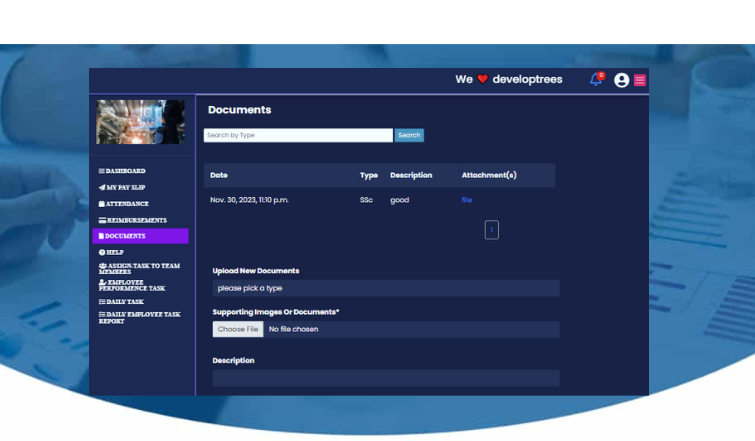 We ❤ developtrees
0
Documents
Search by Type
Search
DASHBOARD
MY PAY SLIP
ATTENDANCE
REIMBURSEMENTS
DOCUMENTS
HELP
ASSIGN-TASK TO TEAM
MEMBERS
EMPLOYEE
PERFORMENCE TASK
DAILY TASK
DAILY EMPLOYEE TASK
REPORT
Date Type Description Attachment(s)
Nov. 30, 2023, 11:10 p.m. SSc good file
1
Upload New Documents
please pick a type
Supporting Images Or Documents*
Choose File No file chosen
Description